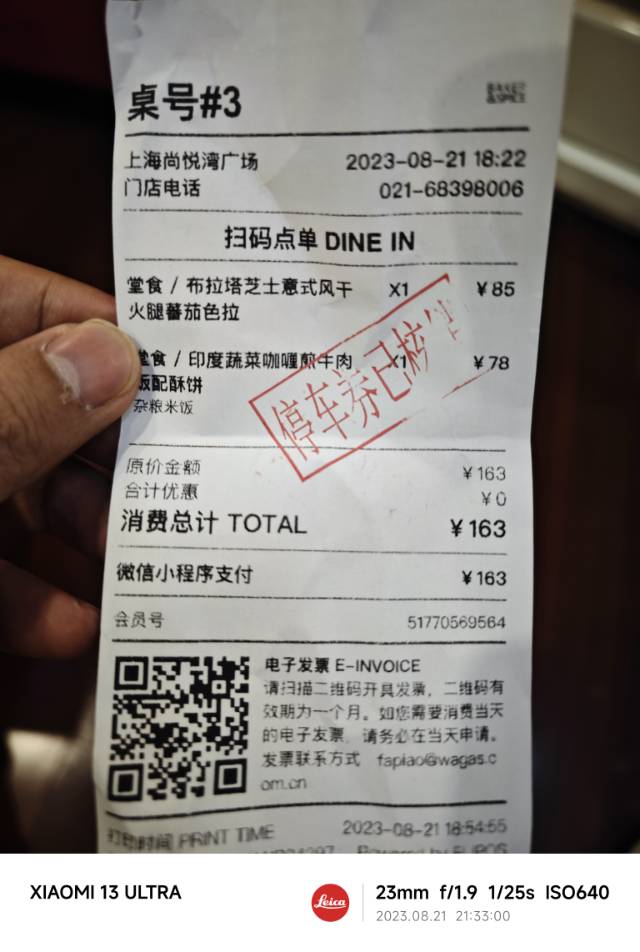 桌号#3
BAKER
&SPICE
上海尚悦湾广场 2023-08-21 18:22
门店电话 021-68398006
扫码点单 DINE IN
堂食 / 布拉塔芝士意式风干 X1 ¥85
火腿蕃茄色拉
堂食 / 印度蔬菜咖喱煎牛肉 X1 ¥78
饭配酥饼
杂粮米饭
停车券已核销
原价金额 ¥163
合计优惠 ¥0
消费总计 TOTAL ¥163
微信小程序支付 ¥163
会员号 51770569564
电子发票 E-INVOICE
请扫描二维码开具发票，二维码有
效期为一个月。如您需要消费当天
的电子发票，请务必在当天申请。
发票联系方式 fapiao@wagas.c
om.cn
打印时间 PRINT TIME 2023-08-21 18:54:55
Powered by
XIAOMI 13 ULTRA
Leica
23mm f/1.9 1/25s ISO640
2023.08.21 21:33:00